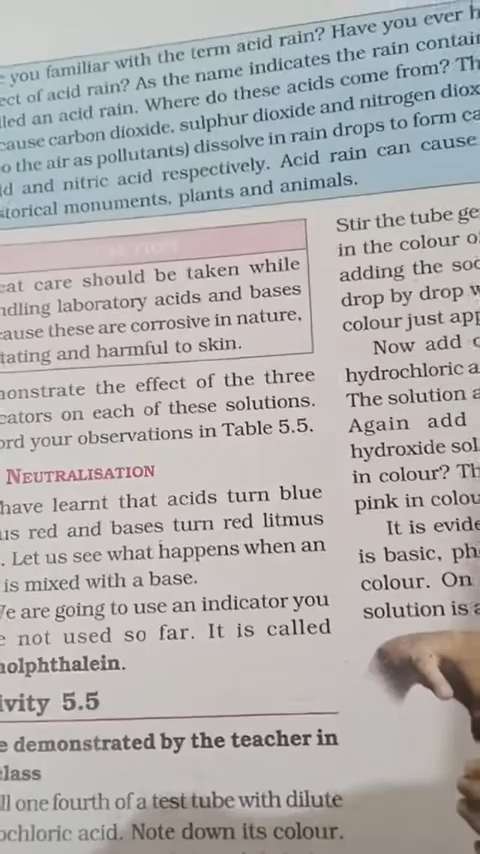 you familiar with the term acid rain? Have you ever
ect of acid rain? As the name indicates the rain contai
lled an acid rain. Where do these acids come from? Th
cause carbon dioxide, sulphur dioxide and nitrogen diox
o the air as pollutants) dissolve in rain drops to form ca
id and nitric acid respectively. Acid rain can cause
storical monuments, plants and animals.
eat care should be taken while
ndling laboratory acids and bases
cause these are corrosive in nature,
itating and harmful to skin.
monstrate the effect of the three
cators on each of these solutions.
ord your observations in Table 5.5.
NEUTRALISATION
have learnt that acids turn blue
us red and bases turn red litmus
. Let us see what happens when an
is mixed with a base.
We are going to use an indicator you
e not used so far. It is called
nolphthalein.
ivity 5.5
e demonstrated by the teacher in
class
ll one fourth of a test tube with dilute
ochloric acid. Note down its colour.
Stir the tube ge
in the colour o
adding the soc
drop by drop w
colour just app
Now add
hydrochloric a
The solution a
Again add
hydroxide sol
in colour? Th
pink in colou
It is evide
is basic, ph
colour. On
solution is a